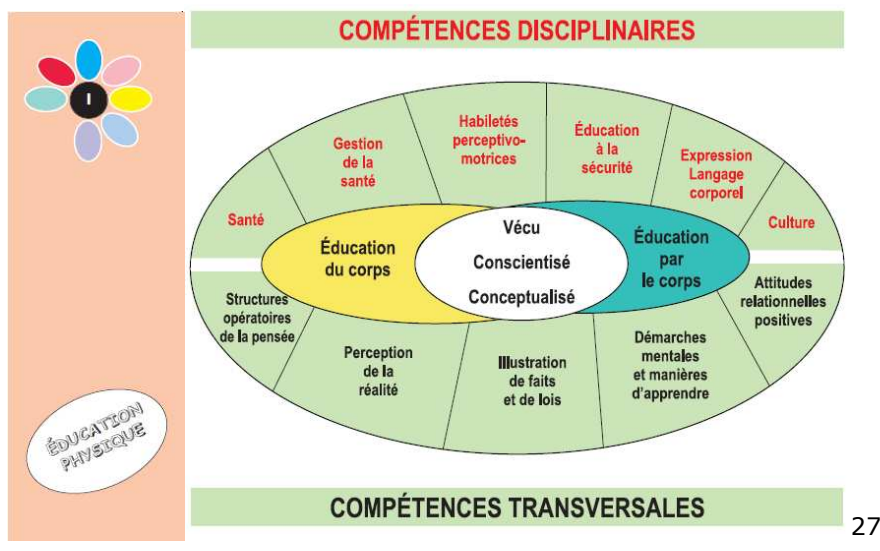 COMPÉTENCES DISCIPLINAIRES
I
Santé
Gestion
de la
santé
Habiletés
perceptivo-
motrices
Éducation
à la
sécurité
Expression
Langage
corporel
Culture
Éducation
du corps
Vécu
Conscientisé
Conceptualisé
Éducation
par
le corps
Structures
opératoires
de la pensée
Perception
de la
réalité
Illustration
de faits
et de lois
Démarches
mentales
et manières
d'apprendre
Attitudes
relationnelles
positives
ÉDUCATION
PHYSIQUE
COMPÉTENCES TRANSVERSALES
27